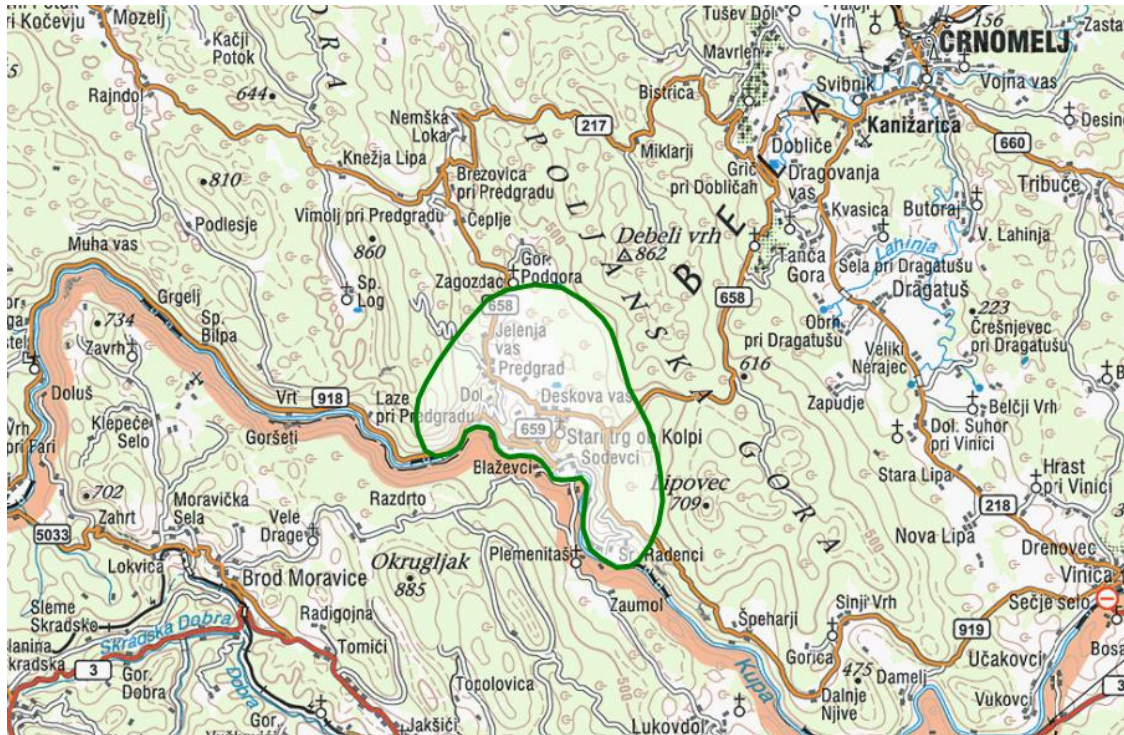 Mozelj
ri Kočevju
Kačji
Potok
Rajndol
644
ORA
Tušev Dol
Mavrlen
156
ČRNOMELJ
Vojna vas
Svibnik
Bistrica
Nemška
Loka
217
Kanižarica
Miklarji
Dobliče
Grič
pri Dobličah
Dragovanja
vas
660
Tribuče
Knežja Lipa
Brezovica
pri Predgradu
810
Vimolj pri Predgradu
Čeplje
Podlesje
860
Kvasica
Butoraj
V. Lahinja
POLJANSKA GORA
BELA
Debeli vrh
862
Muha vas
Gor.
Podgora
Zagozdac
Tanča
Gora
Lahinja
Sela pri Dragatušu
Dragatuš
Grgelj
Sp.
Log
658
658
Sp.
Bilpa
734
Zavrh
Jelenja
vas
Predgrad
Obrh
pri Dragatušu
223
Črešnjevec
pri Dragatušu
Veliki
Nerajec
616
Doluš
Vrt
918
Laze
pri Predgradu
Dol
Deskova vas
Zapudje
Belčji Vrh
Klepeče
Selo
pri Fari
Goršeti
659
Stari trg ob Kolpi
Sodevci
Dol. Suhor
pri Vinici
Blaževci
Stara Lipa
Hrast
pri Vinici
702
Zahrt
Moravička
Sela
Razdrto
Lipovec
709
500
218
Vele
Drage
Nova Lipa
5033
Drenovec
Lokvica
Okrugljak
885
Plementaši
Sr. Radenci
Vinica
Brod Moravice
Sečje selo
Sleme
Skradsko
Radigojna
Zaumol
Špeharji
Sinji Vrh
919
Skradska Dobra
Tomići
Učakovci
3
Gorica
475
Damelj
Gor.
Dobra
Dobra
Topolovica
Kupa
Dalnje
Njive
Vukovci
Gor.
Jakšići
Lukovdol